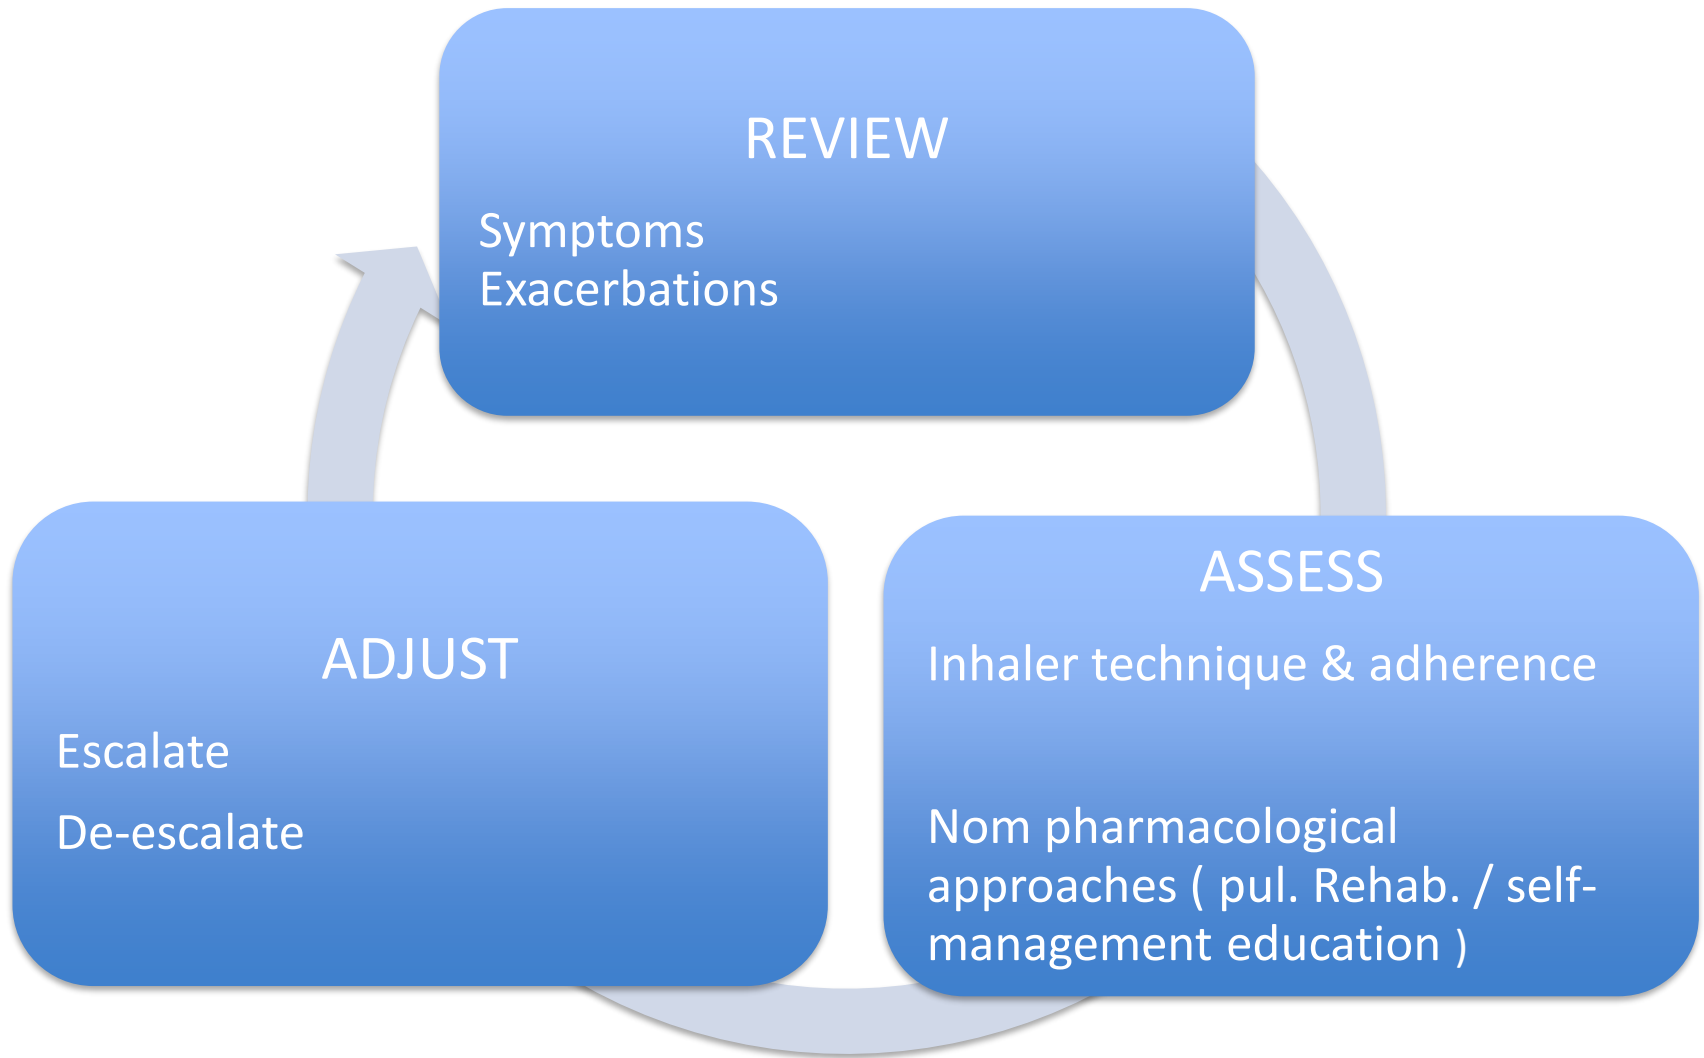 REVIEW
Symptoms
Exacerbations
ASSESS
Inhaler technique & adherence
Nom pharmacological
approaches ( pul. Rehab. / self-
management education )
ADJUST
Escalate
De-escalate